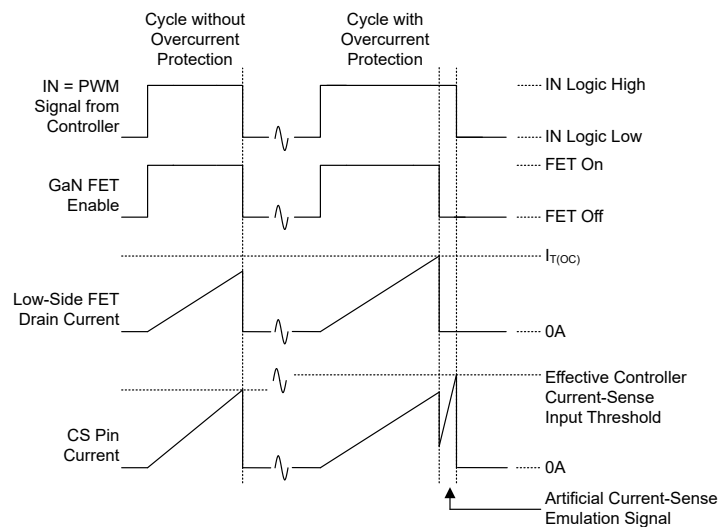 Cycle without
Overcurrent
Protection
Cycle with
Overcurrent
Protection
IN = PWM
Signal from
Controller
IN Logic High
IN Logic Low
GaN FET
Enable
FET On
FET Off
Low-Side FET
Drain Current
I_T(OC)
0A
CS Pin
Current
Effective Controller
Current-Sense
Input Threshold
0A
Artificial Current-Sense
Emulation Signal